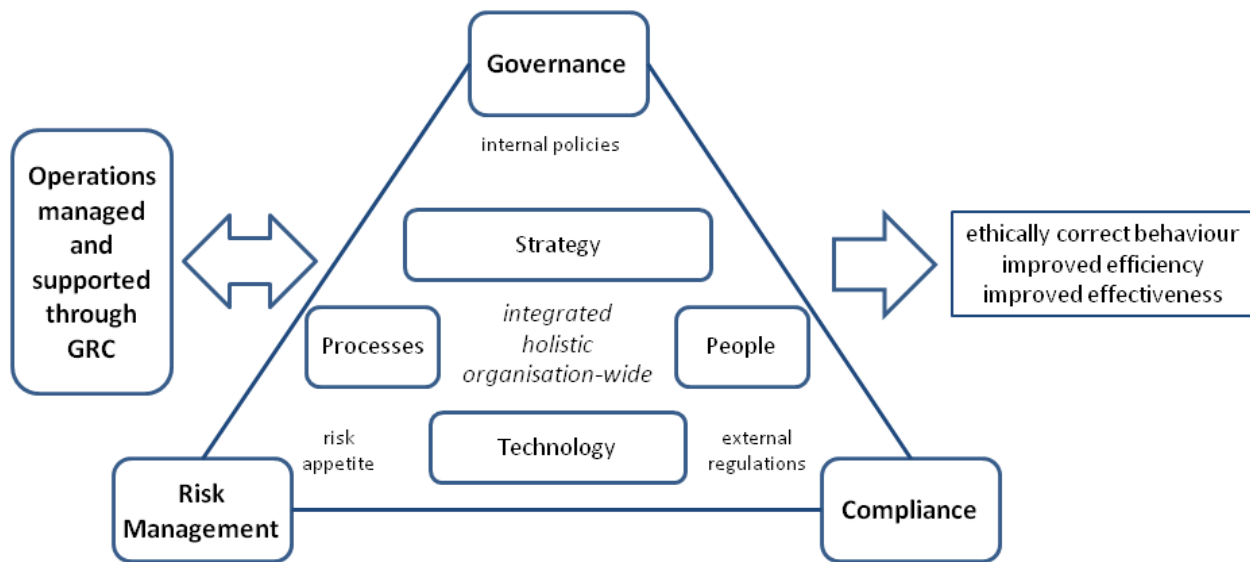 Governance
internal policies
Operations
managed
and
supported
through
GRC
Strategy
ethically correct behaviour
improved efficiency
improved effectiveness
Processes
integrated
holistic
organisation-wide
People
risk
appetite
Technology
external
regulations
Risk
Management
Compliance